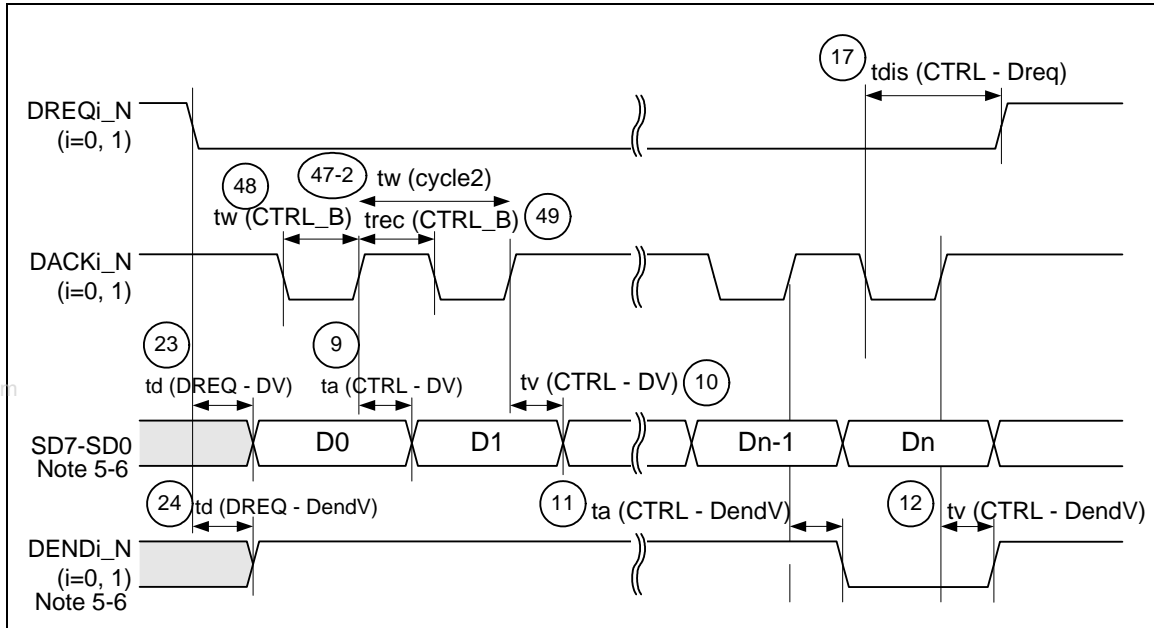 17
tdis (CTRL - Dreq)
DREQi_N
(i=0, 1)
47-2
tw (cycle2)
48
tw (CTRL_B)
trec (CTRL_B)
49
DACKi_N
(i=0, 1)
23
9
td (DREQ - DV)
ta (CTRL - DV)
tv (CTRL - DV)
10
m
SD7-SD0
Note 5-6
D0
D1
Dn-1
Dn
24
td (DREQ - DendV)
11
ta (CTRL - DendV)
12
tv (CTRL - DendV)
DENDi_N
(i=0, 1)
Note 5-6